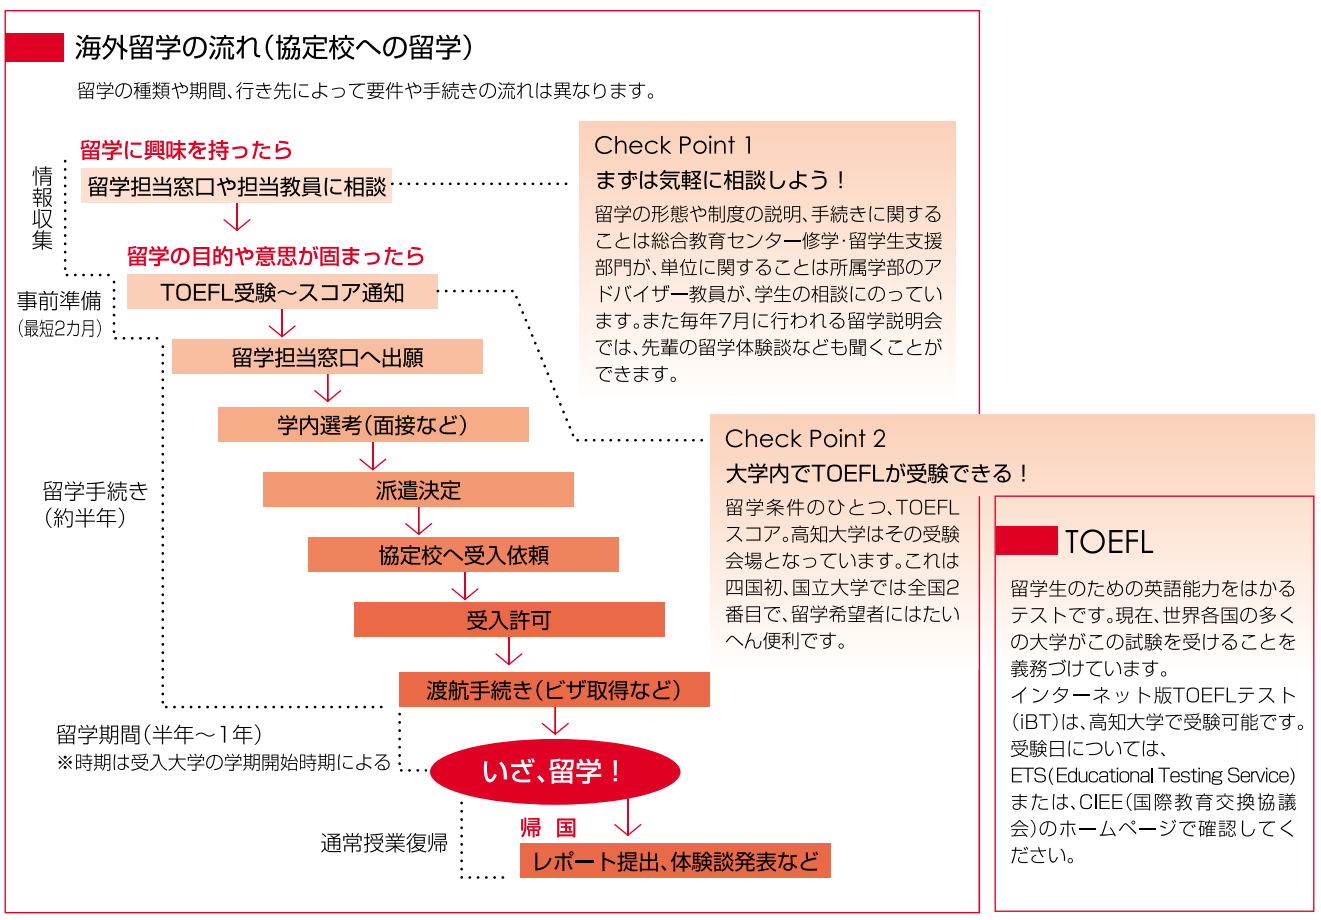 海外留学の流れ（協定校への留学）
留学の種類や期間、行き先によって要件や手続きの流れは異なります。
情報収集
留学に興味を持ったら
留学担当窓口や担当教員に相談
留学の目的や意思が固まったら
事前準備
（最短2カ月）
TOEFL受験〜スコア通知
留学担当窓口へ出願
学内選考（面接など）
留学手続き
（約半年）
派遣決定
協定校へ受入依頼
受入許可
渡航手続き（ビザ取得など）
留学期間（半年〜1年）
※時期は受入大学の学期開始時期による
いざ、留学！
通常授業復帰
帰国
レポート提出、体験談発表など
Check Point 1
まずは気軽に相談しよう！
留学の形態や制度の説明、手続きに関する
ことは総合教育センター修学・留学生支援
部門が、単位に関することは所属学部のア
ドバイザー教員が、学生の相談にのってい
ます。また毎年7月に行われる留学説明会
では、先輩の留学体験談なども聞くことが
できます。
Check Point 2
大学内でTOEFLが受験できる！
留学条件のひとつ、TOEFL
スコア。高知大学はその受験
会場となっています。これは
四国初、国立大学では全国2
番目で、留学希望者にはたい
へん便利です。
TOEFL
留学生のための英語能力をはかる
テストです。現在、世界各国の多く
の大学がこの試験を受けることを
義務づけています。
インターネット版TOEFLテスト
（iBT）は、高知大学で受験可能です。
受験日については、
ETS（Educational Testing Service）
または、CIEE（国際教育交換協議
会）のホームページで確認してく
ださい。